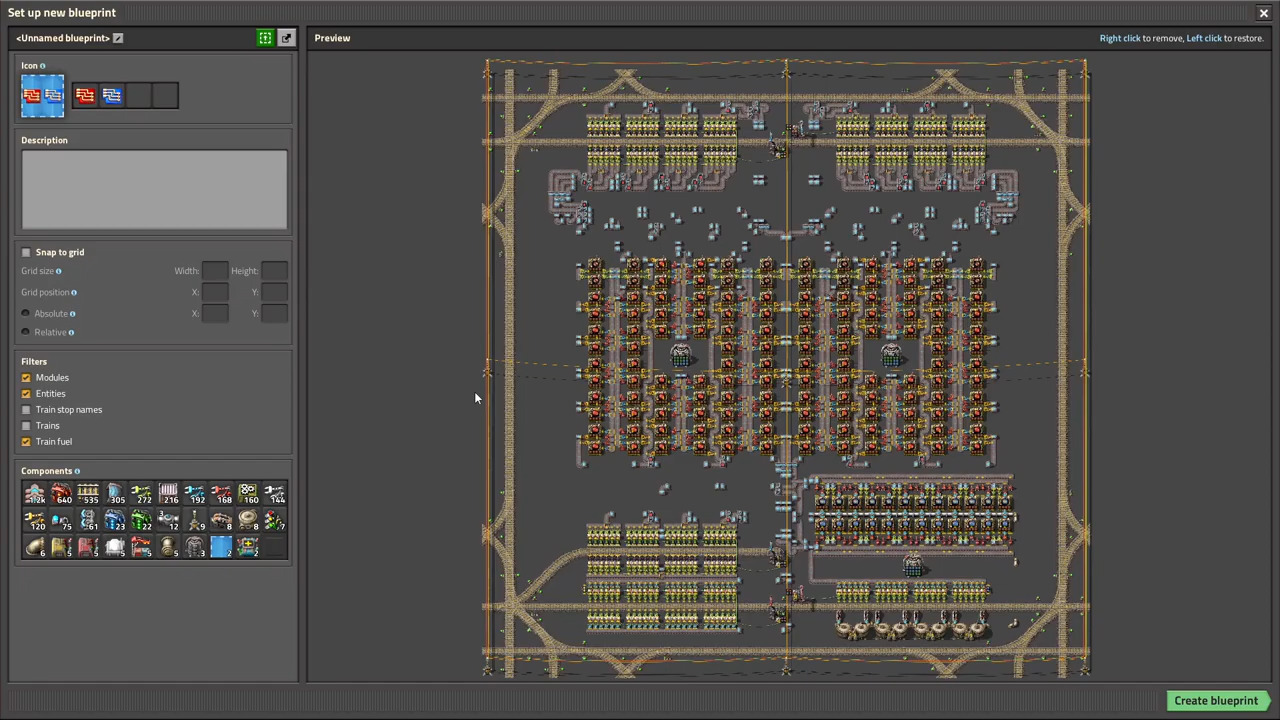 Set up new blueprint
<Unnamed blueprint>
Preview
Right click to remove, Left click to restore.
Icon
Description
Snap to grid
Grid size
Width:
Height:
Grid position
X:
Y:
Absolute
X:
Y:
Relative
Filters
Modules
Entities
Train stop names
Trains
Train fuel
Components
640
305
272
216
192
168
160
144
120
75
61
23
22
12
9
8
8
7
6
5
5
5
5
Create blueprint